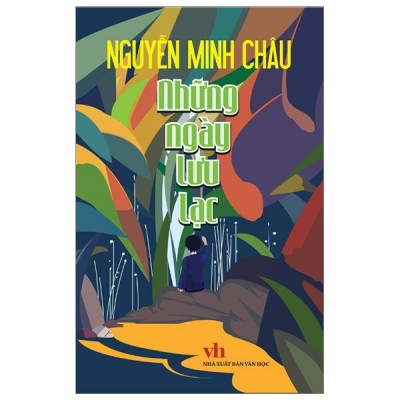 NGUYỄN MINH CHÂU
Những
ngày
lưu
lạc
vh
NHÀ XUẤT BẢN VĂN HỌC